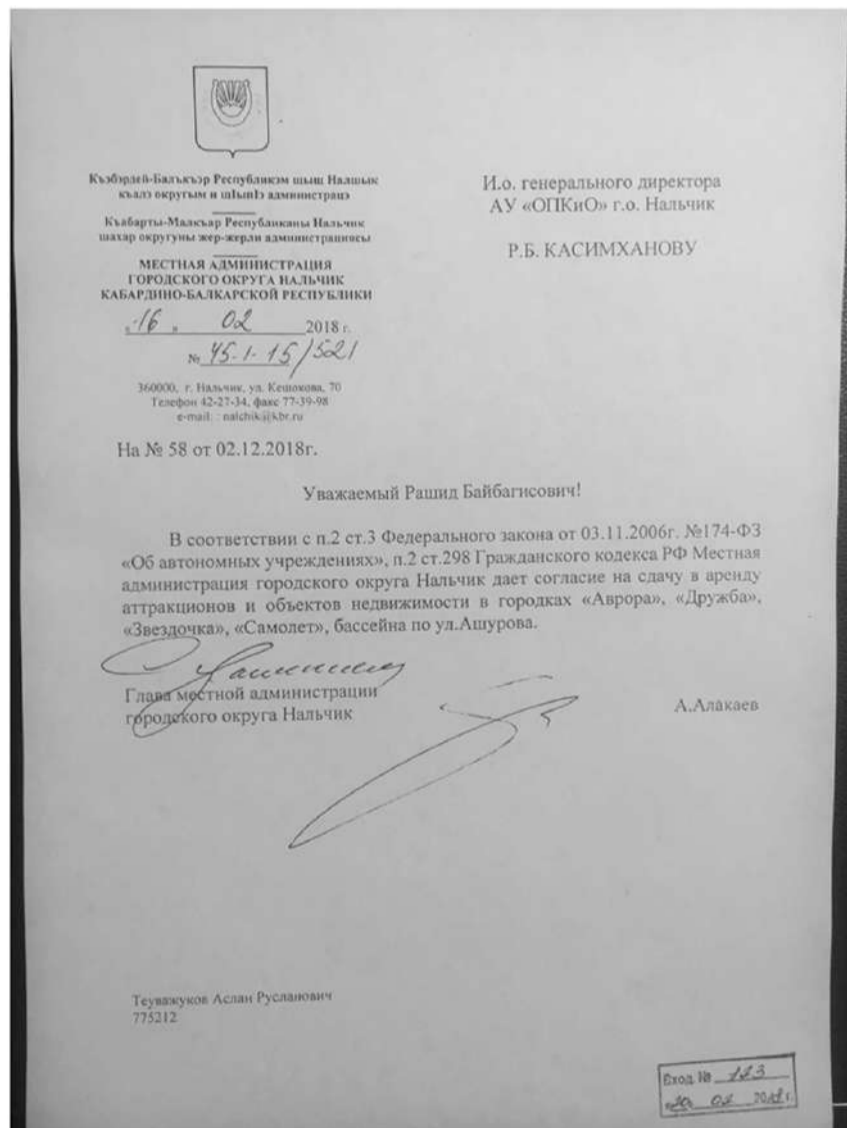 Къэбэрдей-Балъкъэр Республикэм щыщ Налшык
къалэ округым и щӀыпӀэ администрацэ
Къабарты-Малкъар Республиканы Нальчик
шахар округуну жер-жерли администрациясы
МЕСТНАЯ АДМИНИСТРАЦИЯ
ГОРОДСКОГО ОКРУГА НАЛЬЧИК
КАБАРДИНО-БАЛКАРСКОЙ РЕСПУБЛИКИ
«16» 02 2018 г.
№ 45-1-15/521
360000, г. Нальчик, ул. Кешокова, 70
Телефон 42-27-34, факс 77-39-98
e-mail: : nalchik@kbr.ru
И.о. генерального директора
АУ «ОПКиО» г.о. Нальчик
Р.Б. КАСИМХАНОВУ
На № 58 от 02.12.2018г.
Уважаемый Рашид Байбагисович!
В соответствии с п.2 ст.3 Федерального закона от 03.11.2006г. №174-ФЗ
«Об автономных учреждениях», п.2 ст.298 Гражданского кодекса РФ Местная
администрация городского округа Нальчик дает согласие на сдачу в аренду
аттракционов и объектов недвижимости в городках «Аврора», «Дружба»,
«Звездочка», «Самолет», бассейна по ул.Ашурова.
Глава местной администрации
городского округа Нальчик
А.Алакаев
Теуважуков Аслан Русланович
775212
Вход № 113
«20» 02 2018 г.